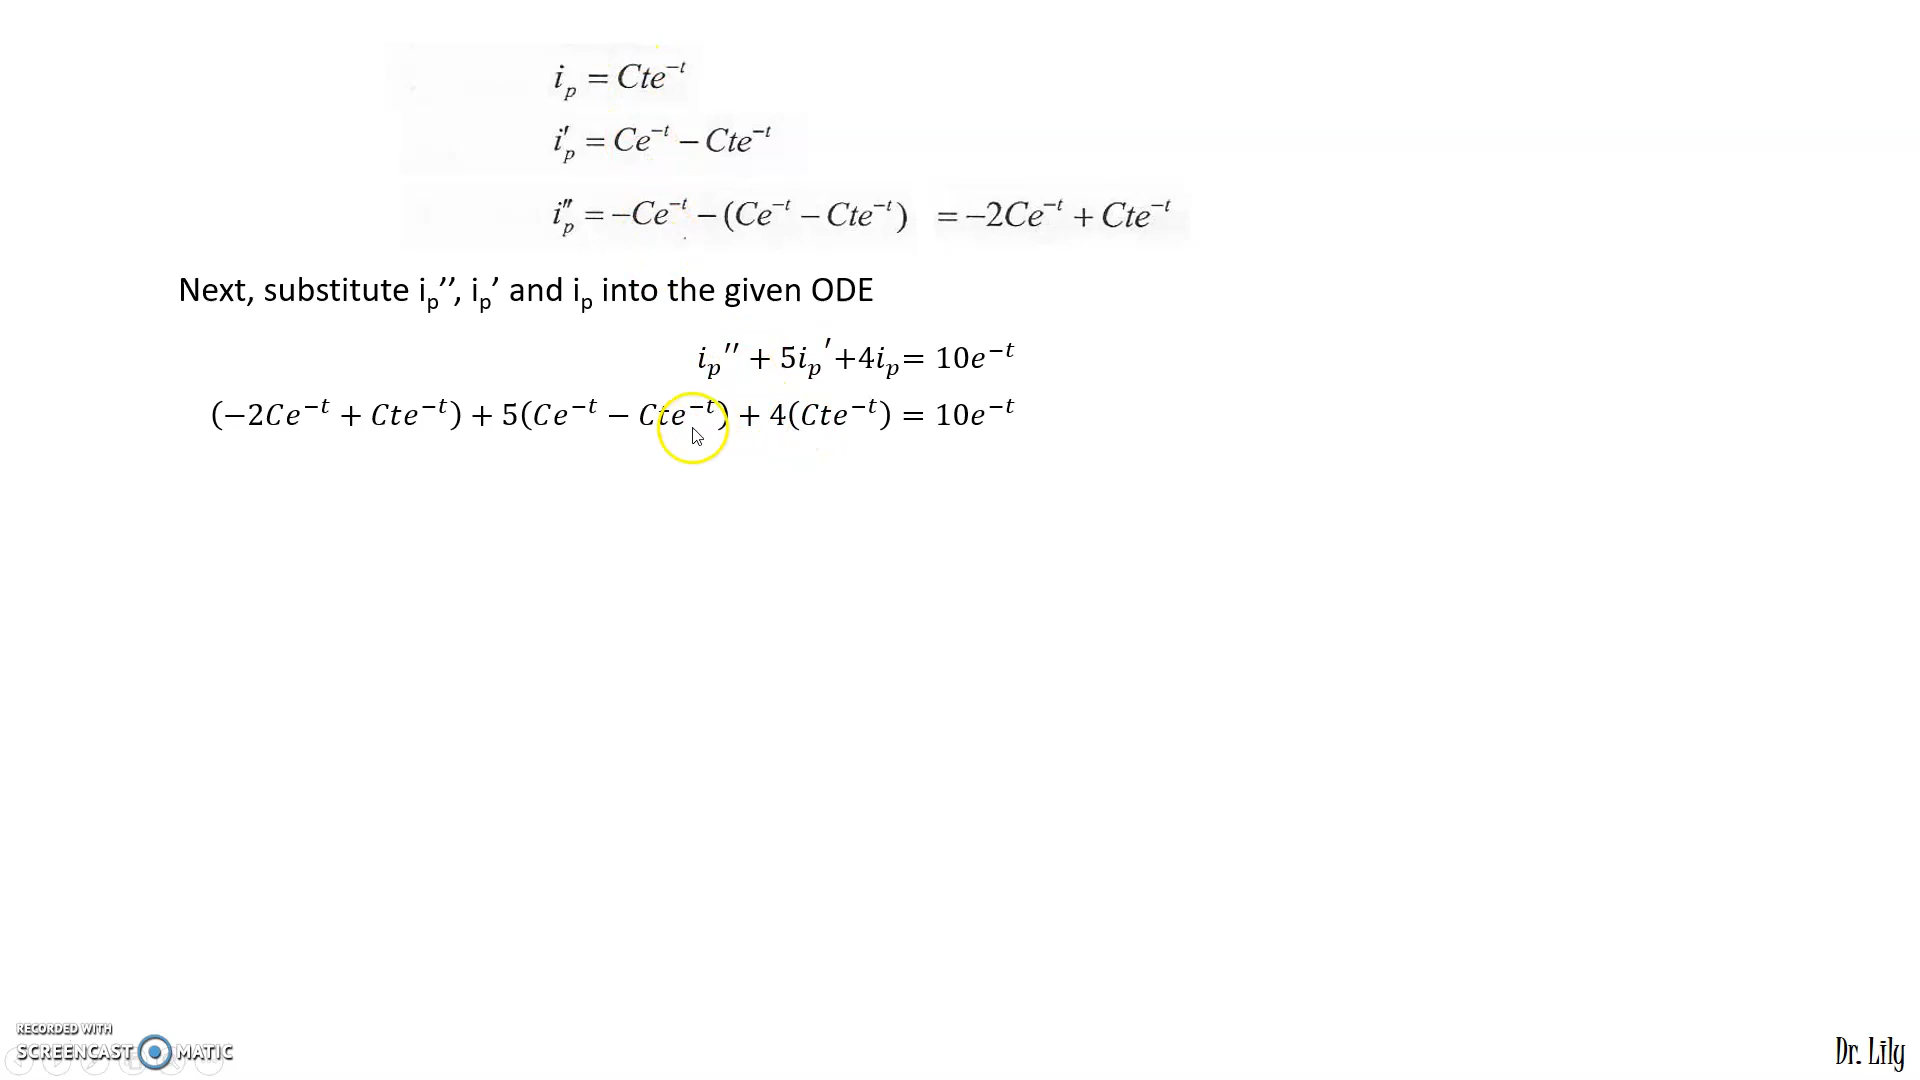 i_p = Cte^{-t}
i'_p = Ce^{-t} − Cte^{-t}
i''_p = −Ce^{-t} − (Ce^{-t} − Cte^{-t}) = −2Ce^{-t} + Cte^{-t}
Next, substitute i_p’’, i_p’ and i_p into the given ODE
i_p'' + 5i_p'+4i_p= 10e^{−t}
(−2Ce^{−t} + Cte^{−t}) + 5(Ce^{−t} − Cte^{−t}) + 4(Cte^{−t}) = 10e^{−t}
RECORDED WITH
SCREENCAST MATIC
Dr. Lily